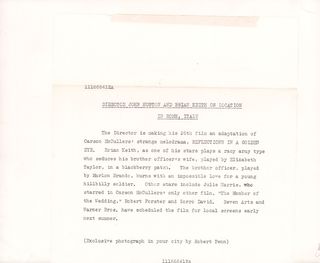 111666412A
DIRECTOR JOHN HUSTON AND BRIAN KEITH ON LOCATION
IN ROME, ITALY
The Director is making his 26th film an adaptation of
Carson McCullers' strange melodrama, REFLECTIONS IN A GOLDEN
EYE. Brian Keith, as one of his stars plays a racy army type
who seduces his brother officer's wife, played by Elizabeth
Taylor, in a blackberry patch. The brother officer, played
by Marlon Brando, burns with an impossible love for a young
hillbilly soldier. Other stars include Julie Harris, who
starred in Carson McCullers' only other film, "The Member of
the Wedding," Robert Forster and Zorro David. Seven Arts and
Warner Bros. have scheduled the film for local screens early
next summer.
(Exclusive photograph in your city by Robert Penn)